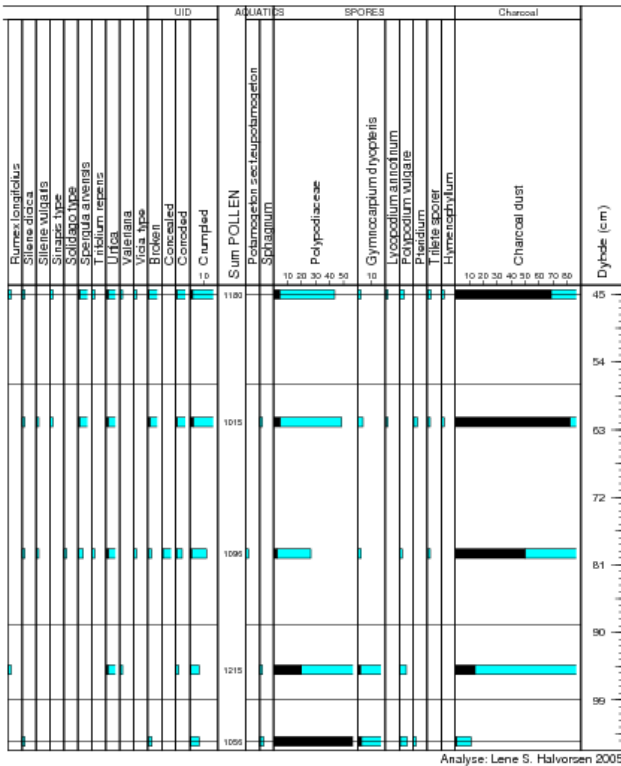 UID AQUATICS SPORES Charcoal
Rumex longifolius
Silene dioica
Silene vulgaris
Sinapis type
Solidago type
Spergula arvensis
Trifolium repens
Urtica
Valeriana
Vicia type
Broken
Concealed
Corroded
Crumpled
Sum POLLEN
Potamogeton sect.eupotamogeton
Sphagnum
Polypodiaceae
Gymnocarpium dryopteris
Lycopodium annotinum
Polypodium vulgare
Pteridium
Trilete sporer
Hymenophyllum
Charcoal dust
Dybde (cm)
10 10 20 30 40 50 10 10 20 30 40 50 60 70 80
1180 45
54
1015 63
72
1096 81
90
1215
99
1056
Analyse: Lene S. Halvorsen 2005